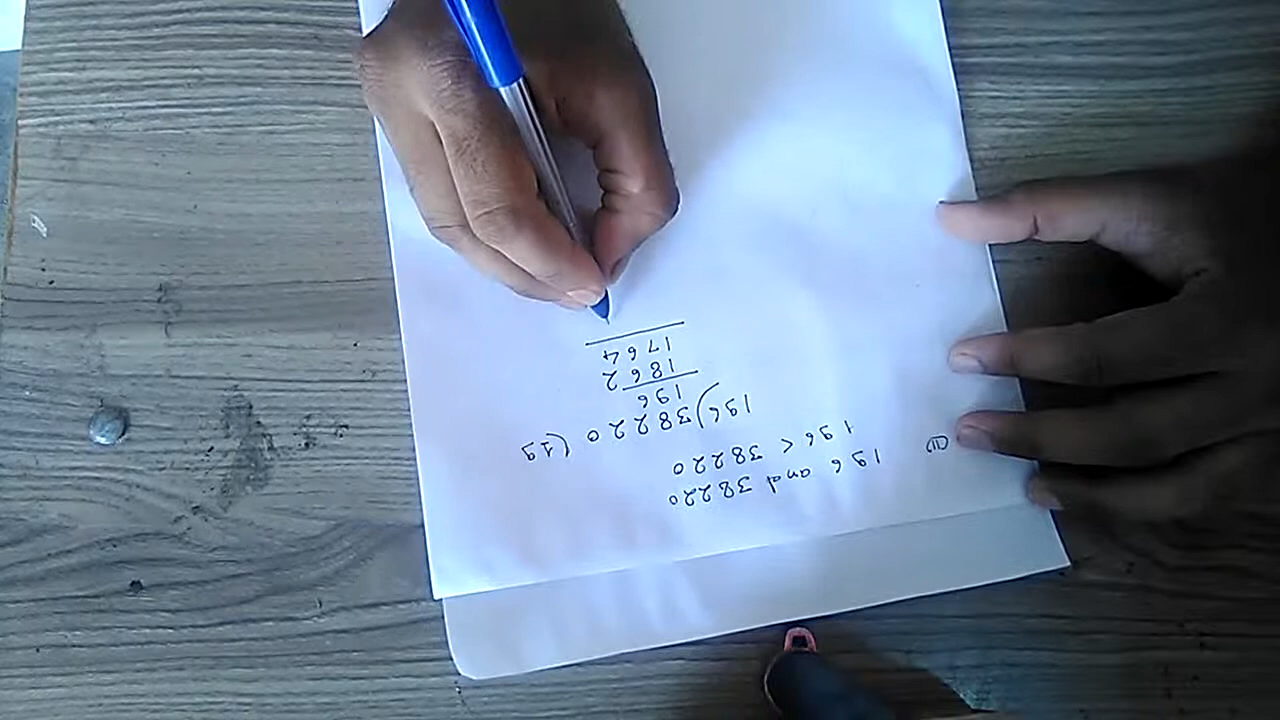 (ii)
196 and 38220
196 < 38220
196)38220(19
196
1862
1764